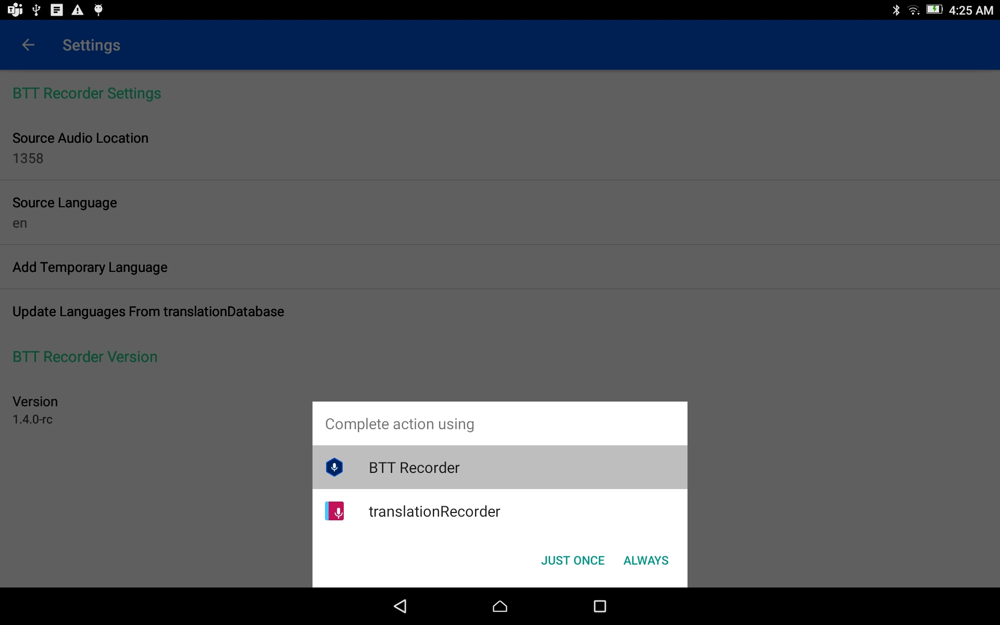 4:25 AM
Settings
BTT Recorder Settings
Source Audio Location
1358
Source Language
en
Add Temporary Language
Update Languages From translationDatabase
BTT Recorder Version
Version
1.4.0-rc
Complete action using
BTT Recorder
translationRecorder
JUST ONCE ALWAYS